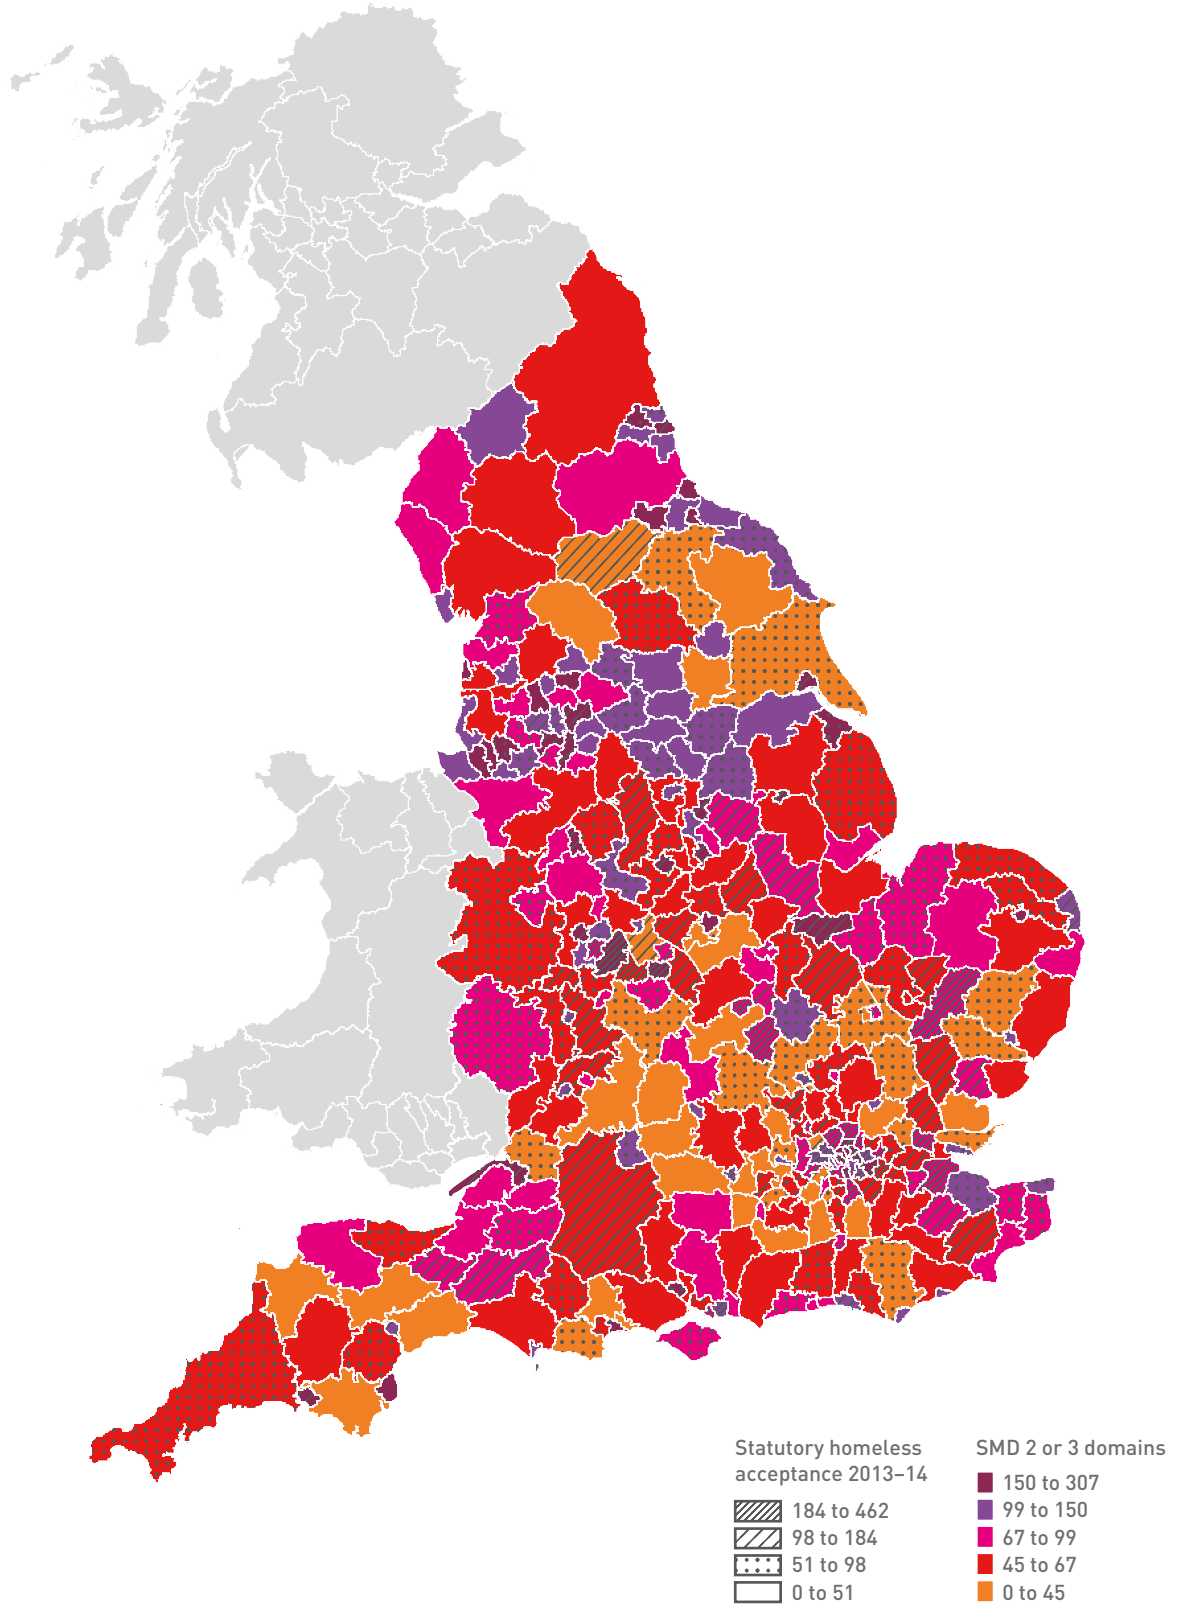 Statutory homeless
acceptance 2013–14
184 to 462
98 to 184
51 to 98
0 to 51
SMD 2 or 3 domains
150 to 307
99 to 150
67 to 99
45 to 67
0 to 45